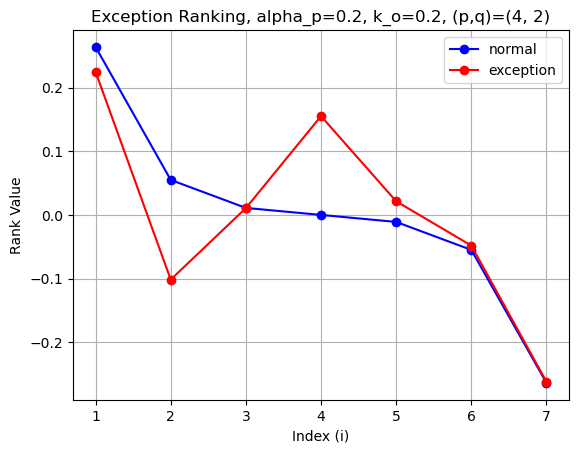 Exception Ranking, alpha_p=0.2, k_o=0.2, (p,q)=(4, 2)
normal
exception
Rank Value
0.2
0.1
0.0
−0.1
−0.2
1 2 3 4 5 6 7
Index (i)